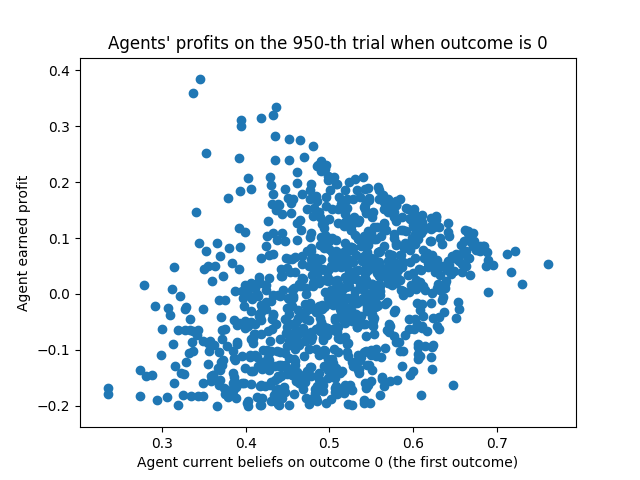 Agents' profits on the 950-th trial when outcome is 0
0.4
0.3
0.2
0.1
0.0
−0.1
−0.2
Agent earned profit
0.3 0.4 0.5 0.6 0.7
Agent current beliefs on outcome 0 (the first outcome)